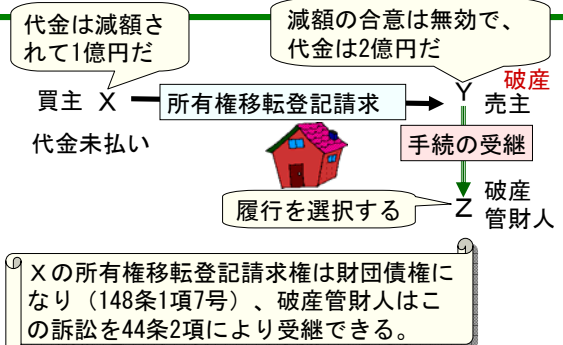 代金は減額さ
れて1億円だ
減額の合意は無効で、
代金は2億円だ
買主 X
所有権移転登記請求
Y 破産
売主
代金未払い
手続の受継
履行を選択する
Z 破産
管財人
Xの所有権移転登記請求権は財団債権に
なり（148条1項7号）、破産管財人はこ
の訴訟を44条2項により受継できる。